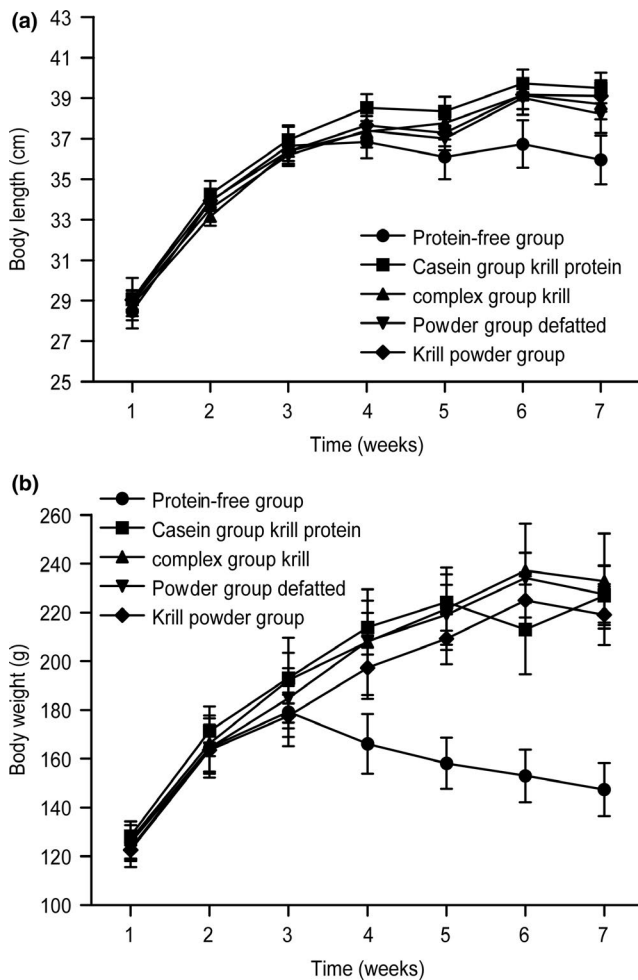 (a)
43
41
39
37
35
33
31
29
27
25
Body length (cm)
Protein-free group
Casein group krill protein
complex group krill
Powder group defatted
Krill powder group
1 2 3 4 5 6 7
Time (weeks)
(b)
Protein-free group
Casein group krill protein
complex group krill
Powder group defatted
Krill powder group
260
240
220
200
180
160
140
120
100
Body weight (g)
1 2 3 4 5 6 7
Time (weeks)